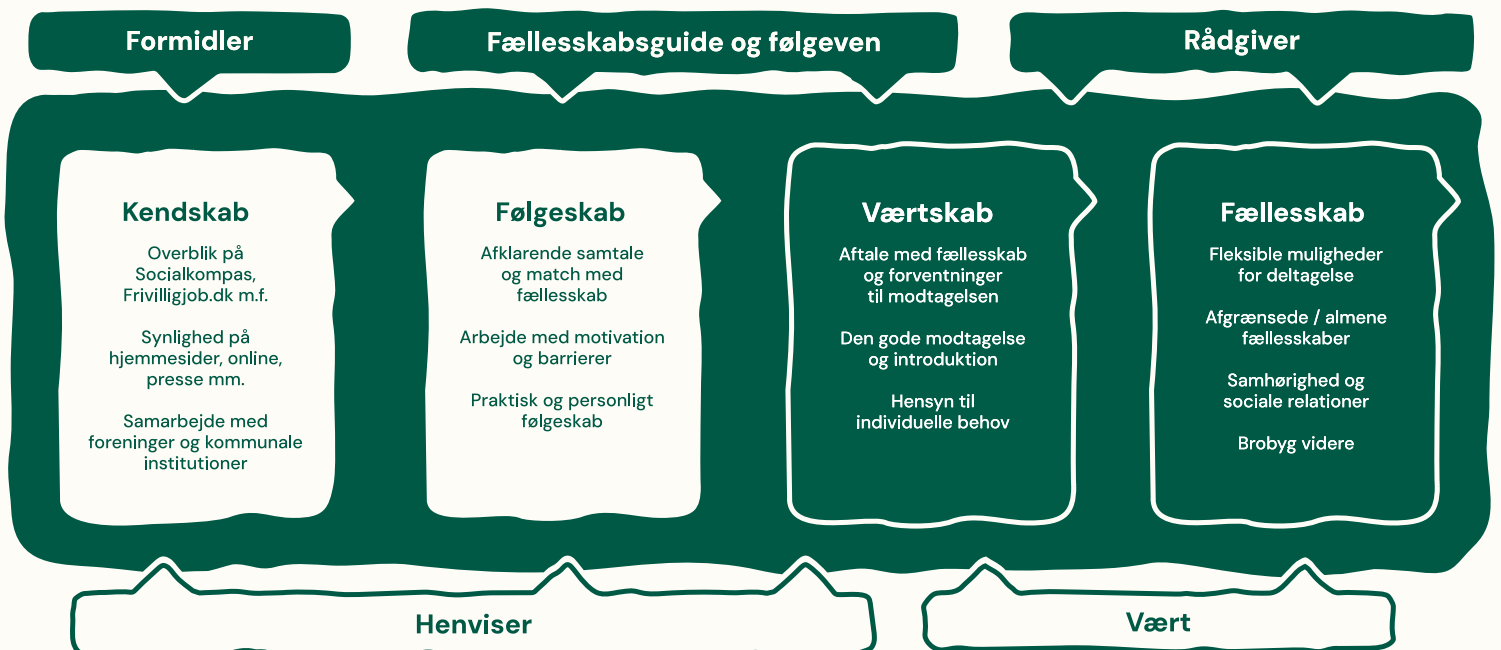 Formidler
Fællesskabsguide og følgeven
Rådgiver
Kendskab
Overblik på
Socialkompas,
Frivilligjob.dk m.f.
Synlighed på
hjemmesider, online,
presse mm.
Samarbejde med
foreninger og kommunale
institutioner
Følgeskab
Afklarende samtale
og match med
fællesskab
Arbejde med motivation
og barrierer
Praktisk og personligt
følgeskab
Værtskab
Aftale med fællesskab
og forventninger
til modtagelsen
Den gode modtagelse
og introduktion
Hensyn til
individuelle behov
Fællesskab
Fleksible muligheder
for deltagelse
Afgrænsede / almene
fællesskaber
Samhørighed og
sociale relationer
Brobyg videre
Henviser
Vært